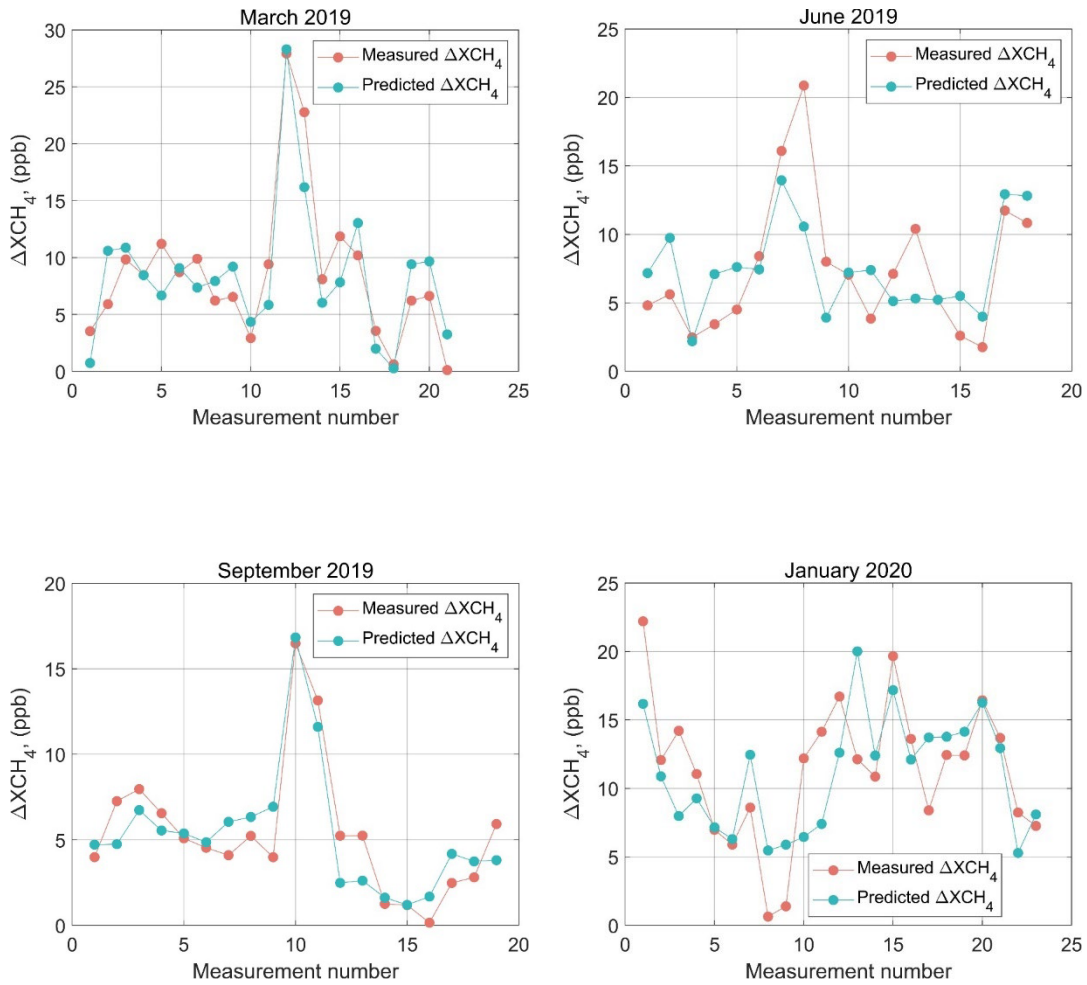 March 2019
30
25
20
15
10
5
0
ΔXCH4, (ppb)
Measured ΔXCH4
Predicted ΔXCH4
0 5 10 15 20 25
Measurement number
June 2019
25
20
15
10
5
0
ΔXCH4, (ppb)
Measured ΔXCH4
Predicted ΔXCH4
0 5 10 15 20
Measurement number
September 2019
20
15
10
5
0
ΔXCH4, (ppb)
Measured ΔXCH4
Predicted ΔXCH4
0 5 10 15 20
Measurement number
January 2020
25
20
15
10
5
0
ΔXCH4, (ppb)
Measured ΔXCH4
Predicted ΔXCH4
0 5 10 15 20 25
Measurement number